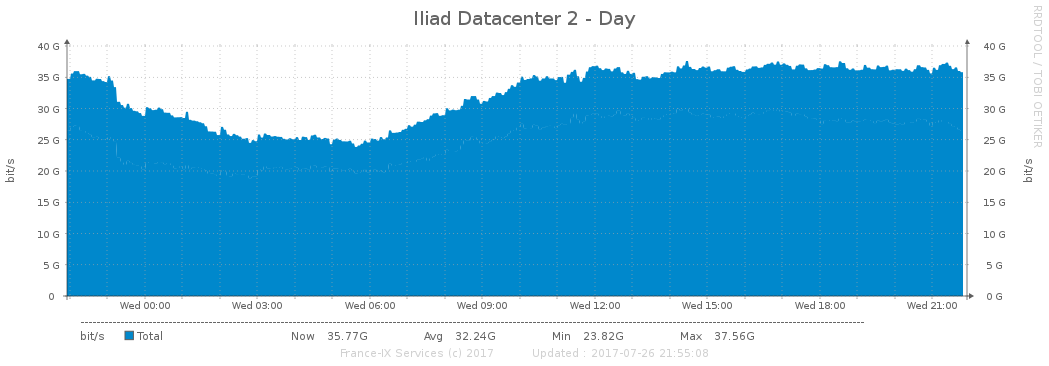 Iliad Datacenter 2 - Day
RRDTOOL / TOBI OETIKER
bit/s
40 G
35 G
30 G
25 G
20 G
15 G
10 G
5 G
0
40 G
35 G
30 G
25 G
20 G
15 G
10 G
5 G
0 G
bit/s
Wed 00:00 Wed 03:00 Wed 06:00 Wed 09:00 Wed 12:00 Wed 15:00 Wed 18:00 Wed 21:00
bit/s Total Now 35.77G Avg 32.24G Min 23.82G Max 37.56G
France-IX Services (c) 2017 Updated : 2017-07-26 21:55:08